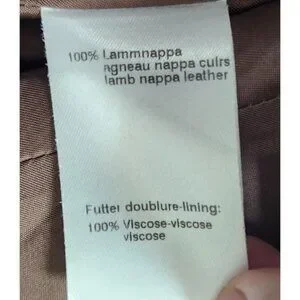 100% Lammnappa
agneau nappa cuirs
lamb nappa leather
Futter doublure-lining:
100% Viscose-viscose
viscose